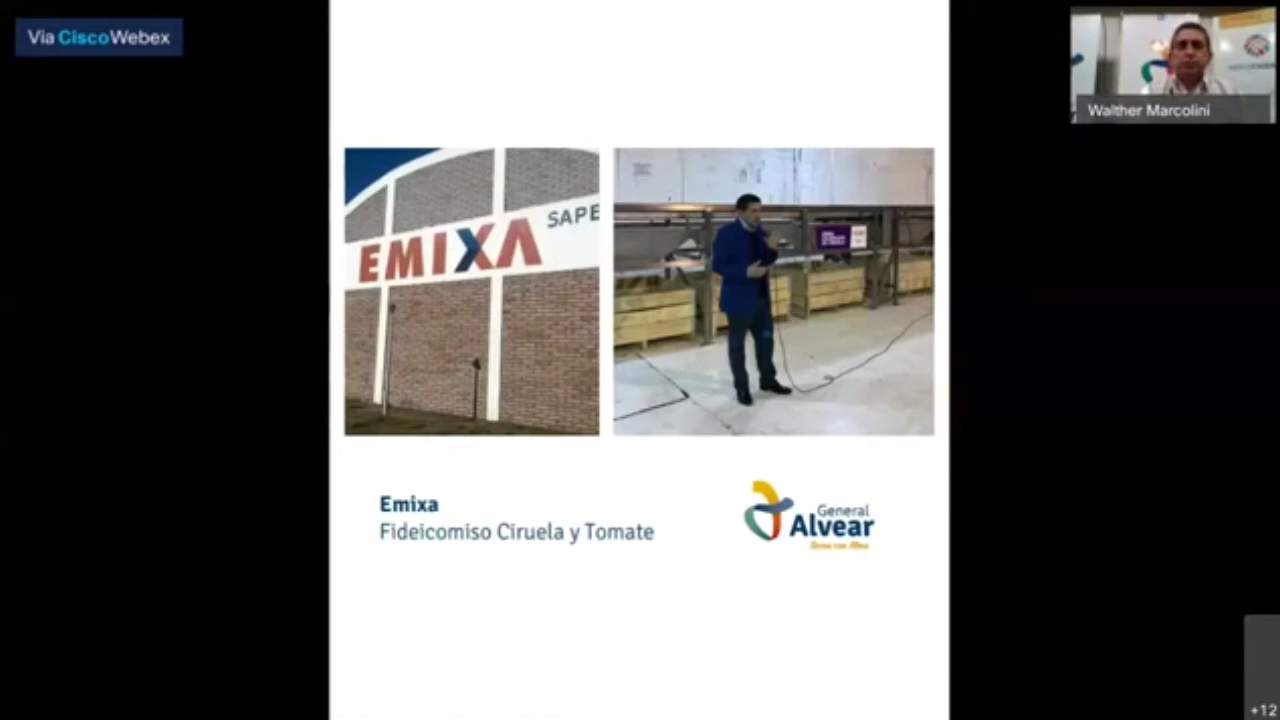 Via CiscoWebex
Walther Marcolini
EMIXA SAPE
Emixa
Fideicomiso Ciruela y Tomate
General
Alvear
+12